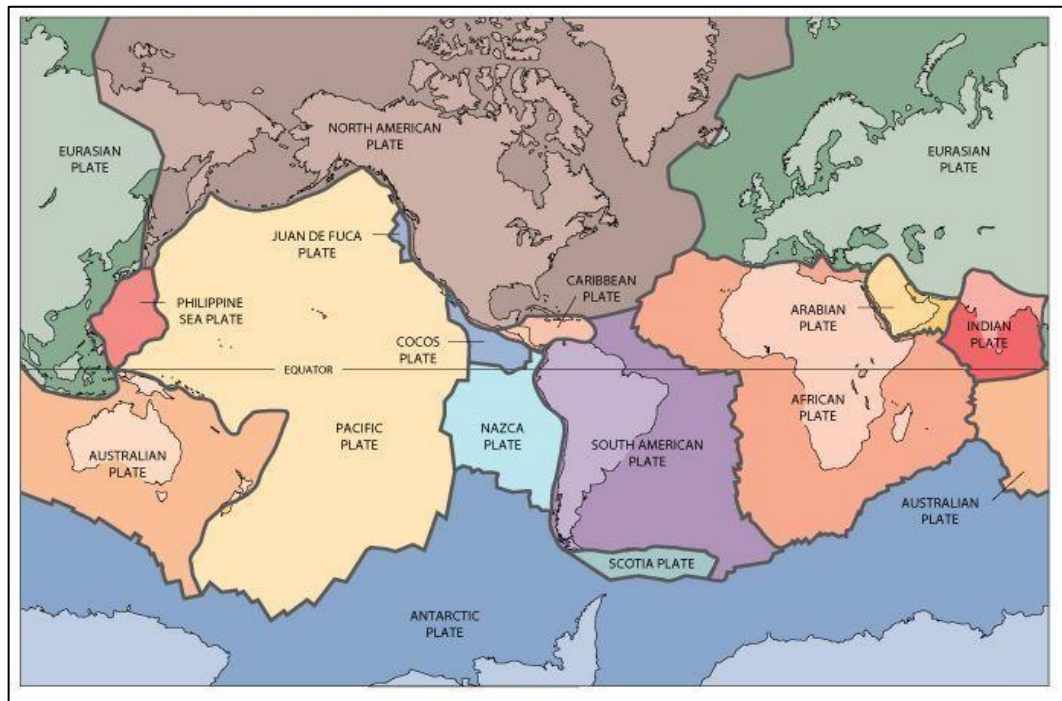 NORTH AMERICAN
PLATE
EURASIAN
PLATE
EURASIAN
PLATE
JUAN DE FUCA
PLATE
CARIBBEAN
PLATE
PHILIPPINE
SEA PLATE
ARABIAN
PLATE
INDIAN
PLATE
COCOS
PLATE
EQUATOR
AFRICAN
PLATE
PACIFIC
PLATE
NAZCA
PLATE
SOUTH AMERICAN
PLATE
AUSTRALIAN
PLATE
AUSTRALIAN
PLATE
SCOTIA PLATE
ANTARCTIC
PLATE